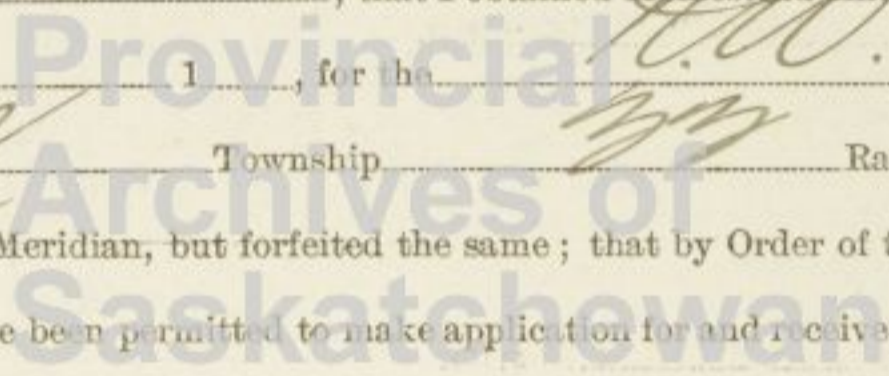 1 , for the
Township 33 Ra
Meridian, but forfeited the same; that by Order of
e been permitted to make application for and receive
Provincial
Archives of
Saskatchewan